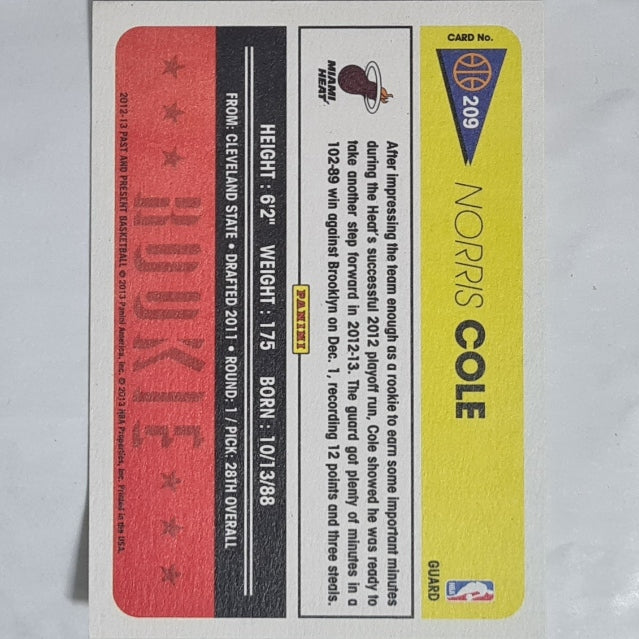 CARD No.
209
NORRIS COLE
GUARD
NBA
MIAMI
HEAT
After impressing the team enough as a rookie to earn some important minutes
during the Heat's successful 2012 playoff run, Cole showed he was ready to
take another step forward in 2012-13. The guard got plenty of minutes in a
102-89 win against Brooklyn on Dec. 1, recording 12 points and three steals.
PANINI
HEIGHT : 6'2" WEIGHT : 175 BORN : 10/13/88
FROM: CLEVELAND STATE • DRAFTED 2011 • ROUND: 1 / PICK: 28TH OVERALL
ROOKIE
2012-13 PAST AND PRESENT BASKETBALL © 2013 Panini America, Inc. © 2013 NBA Properties, Inc. Printed in the USA.